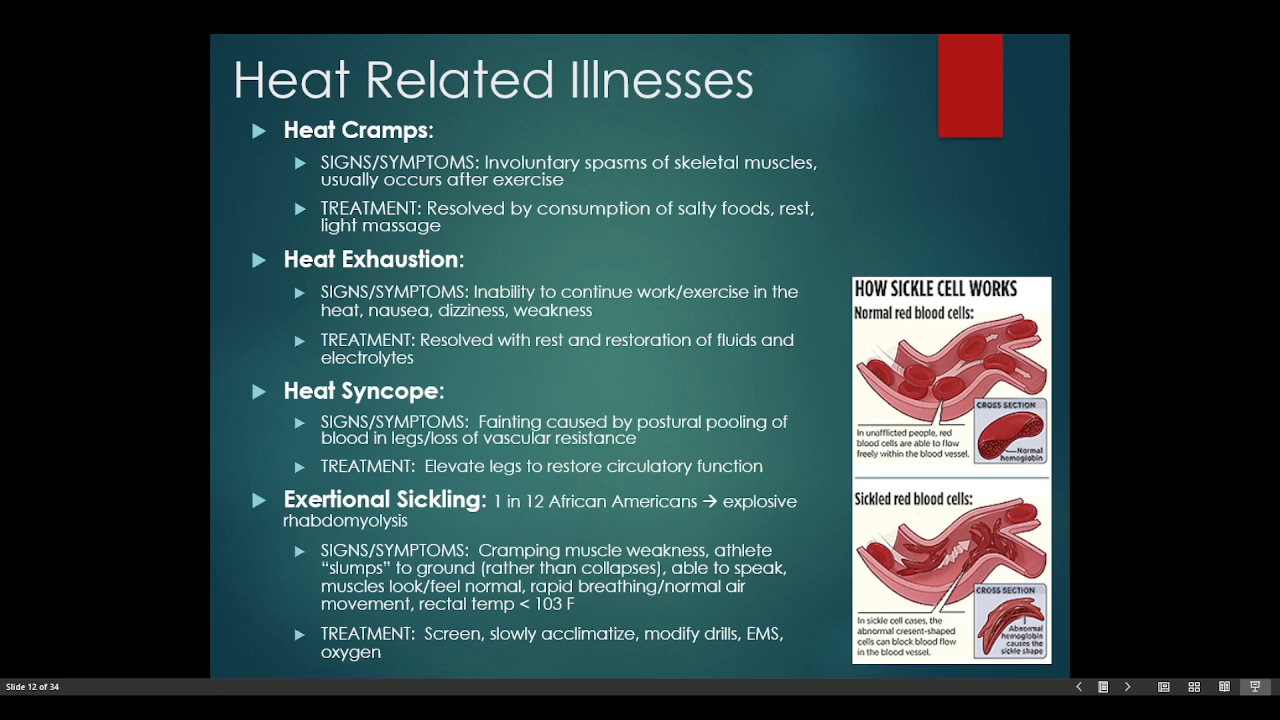 Heat Related Illnesses
Heat Cramps:
SIGNS/SYMPTOMS: Involuntary spasms of skeletal muscles,
usually occurs after exercise
TREATMENT: Resolved by consumption of salty foods, rest,
light massage
Heat Exhaustion:
SIGNS/SYMPTOMS: Inability to continue work/exercise in the
heat, nausea, dizziness, weakness
TREATMENT: Resolved with rest and restoration of fluids and
electrolytes
Heat Syncope:
SIGNS/SYMPTOMS: Fainting caused by postural pooling of
blood in legs/loss of vascular resistance
TREATMENT: Elevate legs to restore circulatory function
Exertional Sickling: 1 in 12 African Americans → explosive
rhabdomyolysis
SIGNS/SYMPTOMS: Cramping muscle weakness, athlete
“slumps” to ground (rather than collapses), able to speak,
muscles look/feel normal, rapid breathing/normal air
movement, rectal temp < 103 F
TREATMENT: Screen, slowly acclimatize, modify drills, EMS,
oxygen
HOW SICKLE CELL WORKS
Normal red blood cells:
CROSS SECTION
Normal
hemoglobin
In unafflicted people, red
blood cells are able to flow
freely within the blood vessel.
Sickled red blood cells:
CROSS SECTION
Abnormal
hemoglobin
causes the
sickle shape
In sickle cell cases, the
abnormal cresent-shaped
cells can block blood flow
in the blood vessel.
Slide 12 of 34